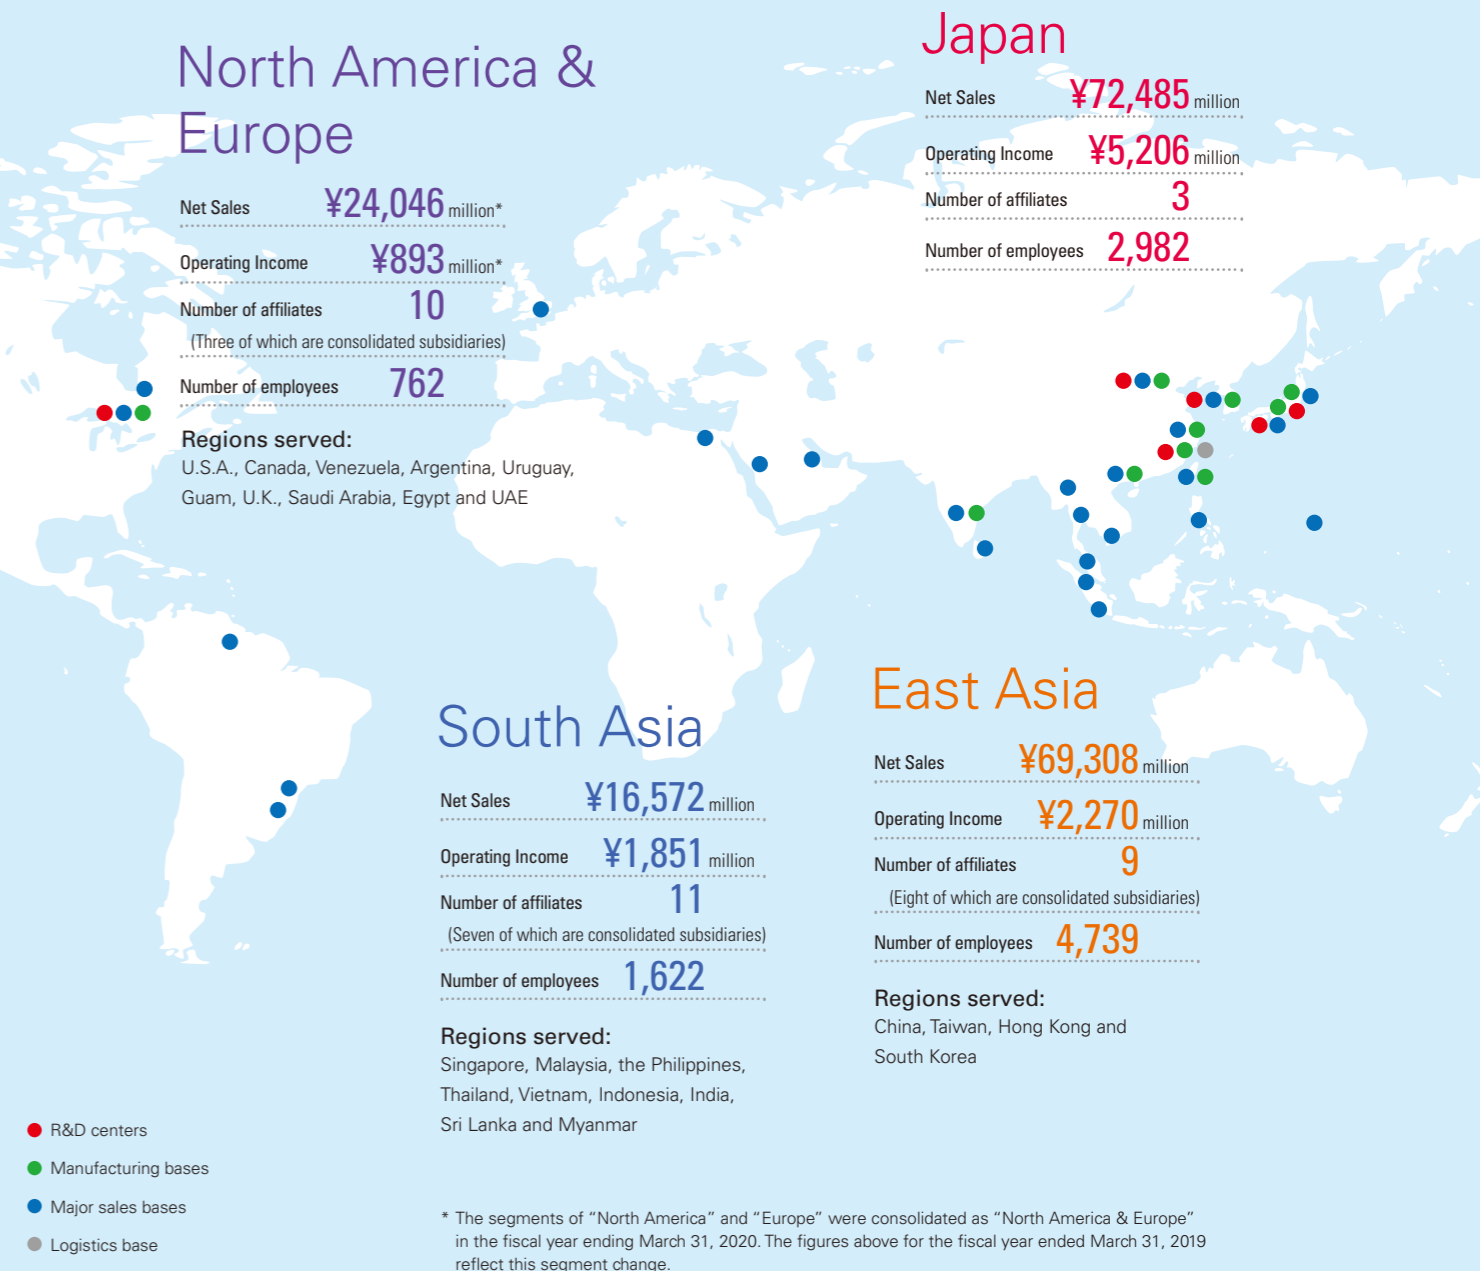 North America &
Europe
Net Sales ¥24,046 million*
Operating Income ¥893 million*
Number of affiliates 10
(Three of which are consolidated subsidiaries)
Number of employees 762
Regions served:
U.S.A., Canada, Venezuela, Argentina, Uruguay,
Guam, U.K., Saudi Arabia, Egypt and UAE
Japan
Net Sales ¥72,485 million
Operating Income ¥5,206 million
Number of affiliates 3
Number of employees 2,982
South Asia
Net Sales ¥16,572 million
Operating Income ¥1,851 million
Number of affiliates 11
(Seven of which are consolidated subsidiaries)
Number of employees 1,622
Regions served:
Singapore, Malaysia, the Philippines,
Thailand, Vietnam, Indonesia, India,
Sri Lanka and Myanmar
East Asia
Net Sales ¥69,308 million
Operating Income ¥2,270 million
Number of affiliates 9
(Eight of which are consolidated subsidiaries)
Number of employees 4,739
Regions served:
China, Taiwan, Hong Kong and
South Korea
R&D centers
Manufacturing bases
Major sales bases
Logistics base
* The segments of “North America” and “Europe” were consolidated as “North America & Europe”
in the fiscal year ending March 31, 2020. The figures above for the fiscal year ended March 31, 2019
reflect this segment change.